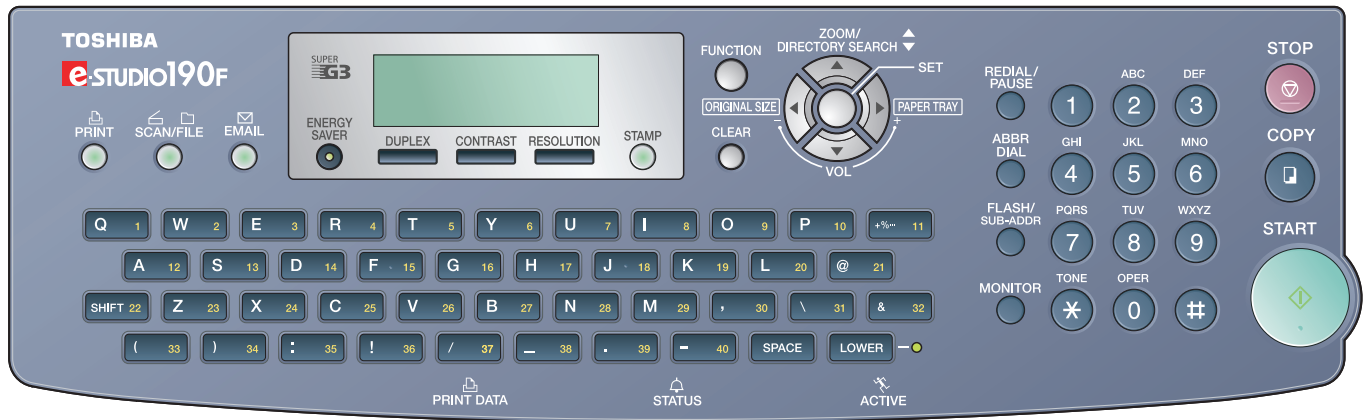 TOSHIBA
e-STUDIO190F
PRINT
SCAN/FILE
EMAIL
SUPER
G3
ENERGY
SAVER
DUPLEX
CONTRAST
RESOLUTION
STAMP
FUNCTION
CLEAR
ZOOM/
DIRECTORY SEARCH
SET
ORIGINAL SIZE
PAPER TRAY
- +
VOL
REDIAL/
PAUSE
ABBR
DIAL
FLASH/
SUB-ADDR
MONITOR
1
ABC
2
DEF
3
GHI
4
JKL
5
MNO
6
PQRS
7
TUV
8
WXYZ
9
TONE
*
OPER
0
#
STOP
COPY
START
Q 1 W 2 E 3 R 4 T 5 Y 6 U 7 I 8 O 9 P 10 +%··· 11
A 12 S 13 D 14 F 15 G 16 H 17 J 18 K 19 L 20 @ 21
SHIFT 22 Z 23 X 24 C 25 V 26 B 27 N 28 M 29 , 30 \ 31 & 32
( 33 ) 34 : 35 ! 36 / 37 _ 38 . 39 - 40 SPACE LOWER
PRINT DATA
STATUS
ACTIVE